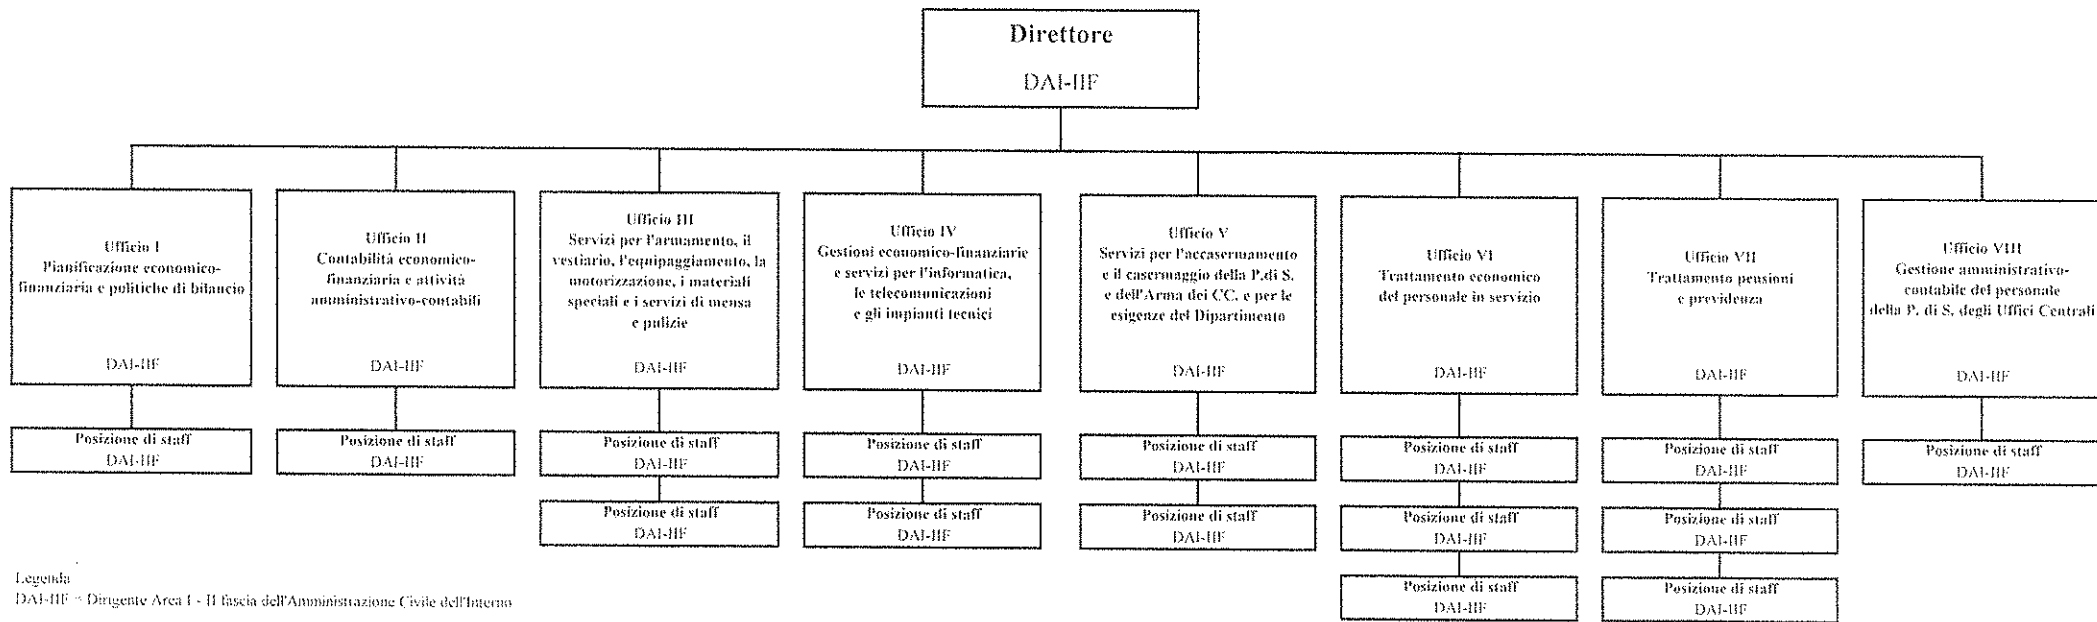 Direttore
DAI-IIF
Ufficio I
Pianificazione economico-
finanziaria e politiche di bilancio
DAI-IIF
Ufficio II
Contabilità economico-
finanziaria e attività
amministrativo-contabili
DAI-IIF
Ufficio III
Servizi per l'armamento, il
vestiario, l'equipaggiamento, la
motorizzazione, i materiali
speciali e i servizi di mensa
e pulizie
DAI-IIF
Ufficio IV
Gestioni economico-finanziarie
e servizi per l'informatica,
le telecomunicazioni
e gli impianti tecnici
DAI-IIF
Ufficio V
Servizi per l'accasermamento
e il casermaggio della P.di S.
e dell'Arma dei CC. e per le
esigenze del Dipartimento
DAI-IIF
Ufficio VI
Trattamento economico
del personale in servizio
DAI-IIF
Ufficio VII
Trattamento pensioni
e previdenza
DAI-IIF
Ufficio VIII
Gestione amministrativo-
contabile del personale
della P. di S. degli Uffici Centrali
DAI-IIF
Posizione di staff
DAI-IIF
Posizione di staff
DAI-IIF
Posizione di staff
DAI-IIF
Posizione di staff
DAI-IIF
Posizione di staff
DAI-IIF
Posizione di staff
DAI-IIF
Posizione di staff
DAI-IIF
Posizione di staff
DAI-IIF
Posizione di staff
DAI-IIF
Posizione di staff
DAI-IIF
Posizione di staff
DAI-IIF
Posizione di staff
DAI-IIF
Posizione di staff
DAI-IIF
Posizione di staff
DAI-IIF
Posizione di staff
DAI-IIF
Legenda
DAI-IIF = Dirigente Area I - II fascia dell'Amministrazione Civile dell'Interno